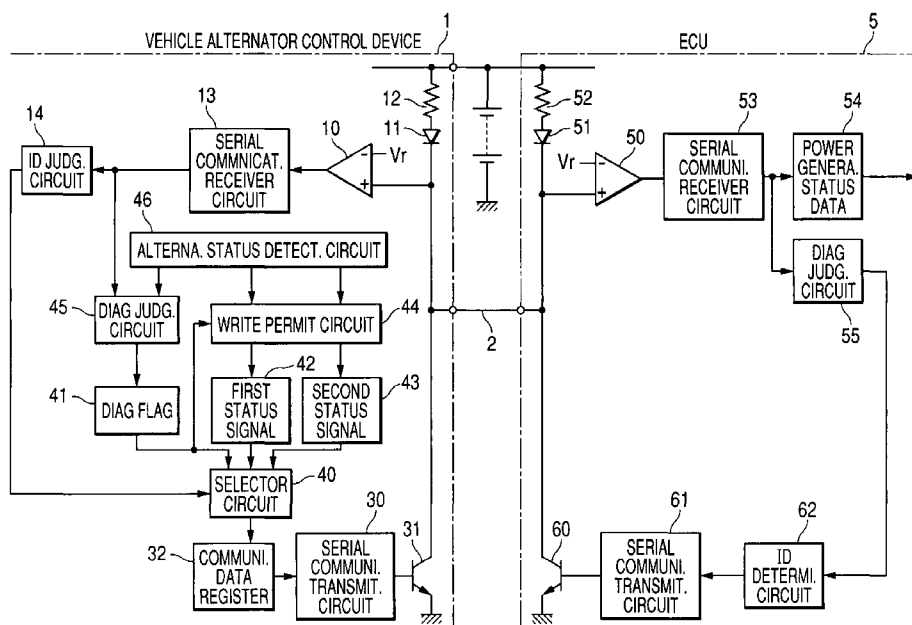 1
5
VEHICLE ALTERNATOR CONTROL DEVICE
ECU
14
13
12
11
10
Vr
52
51
50
53
54
ID JUDG.
CIRCUIT
SERIAL
COMMNICAT.
RECEIVER
CIRCUIT
Vr
SERIAL
COMMUNI.
RECEIVER
CIRCUIT
POWER
GENERA.
STATUS
DATA
46
ALTERNA. STATUS DETECT. CIRCUIT
45
DIAG JUDG.
CIRCUIT
WRITE PERMIT CIRCUIT
44
2
DIAG
JUDG.
CIRCUIT
55
41
DIAG FLAG
42
FIRST
STATUS
SIGNAL
SECOND
STATUS
SIGNAL
43
SELECTOR
CIRCUIT
40
30
31
60
61
62
32
COMMUNI.
DATA
REGISTER
SERIAL
COMMUNI.
TRANSMIT.
CIRCUIT
SERIAL
COMMUNI.
TRANSMIT.
CIRCUIT
ID
DETERMI.
CIRCUIT